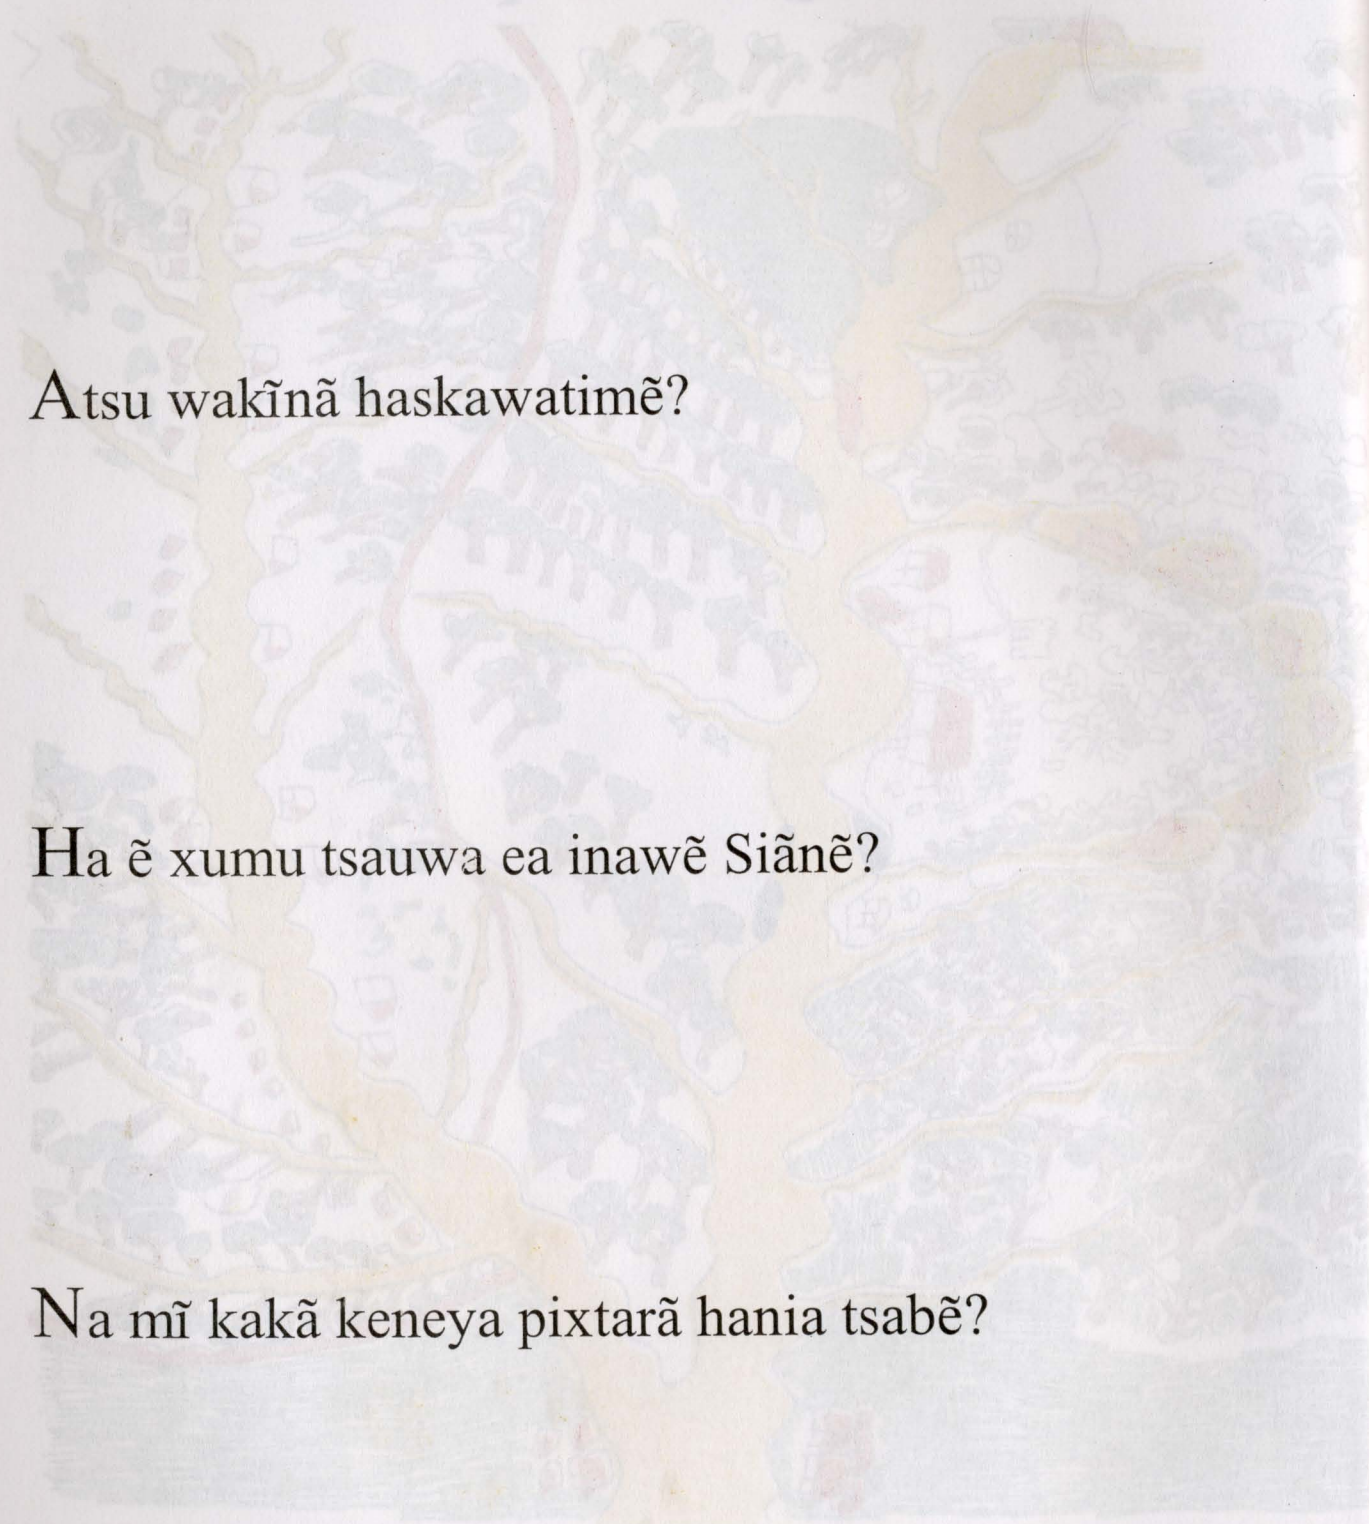 Atsu wakĩnã haskawatimẽ?
Ha ẽ xumu tsauwa ea inawẽ Siãnẽ?
Na mĩ kakã keneya pixtarã hania tsabẽ?